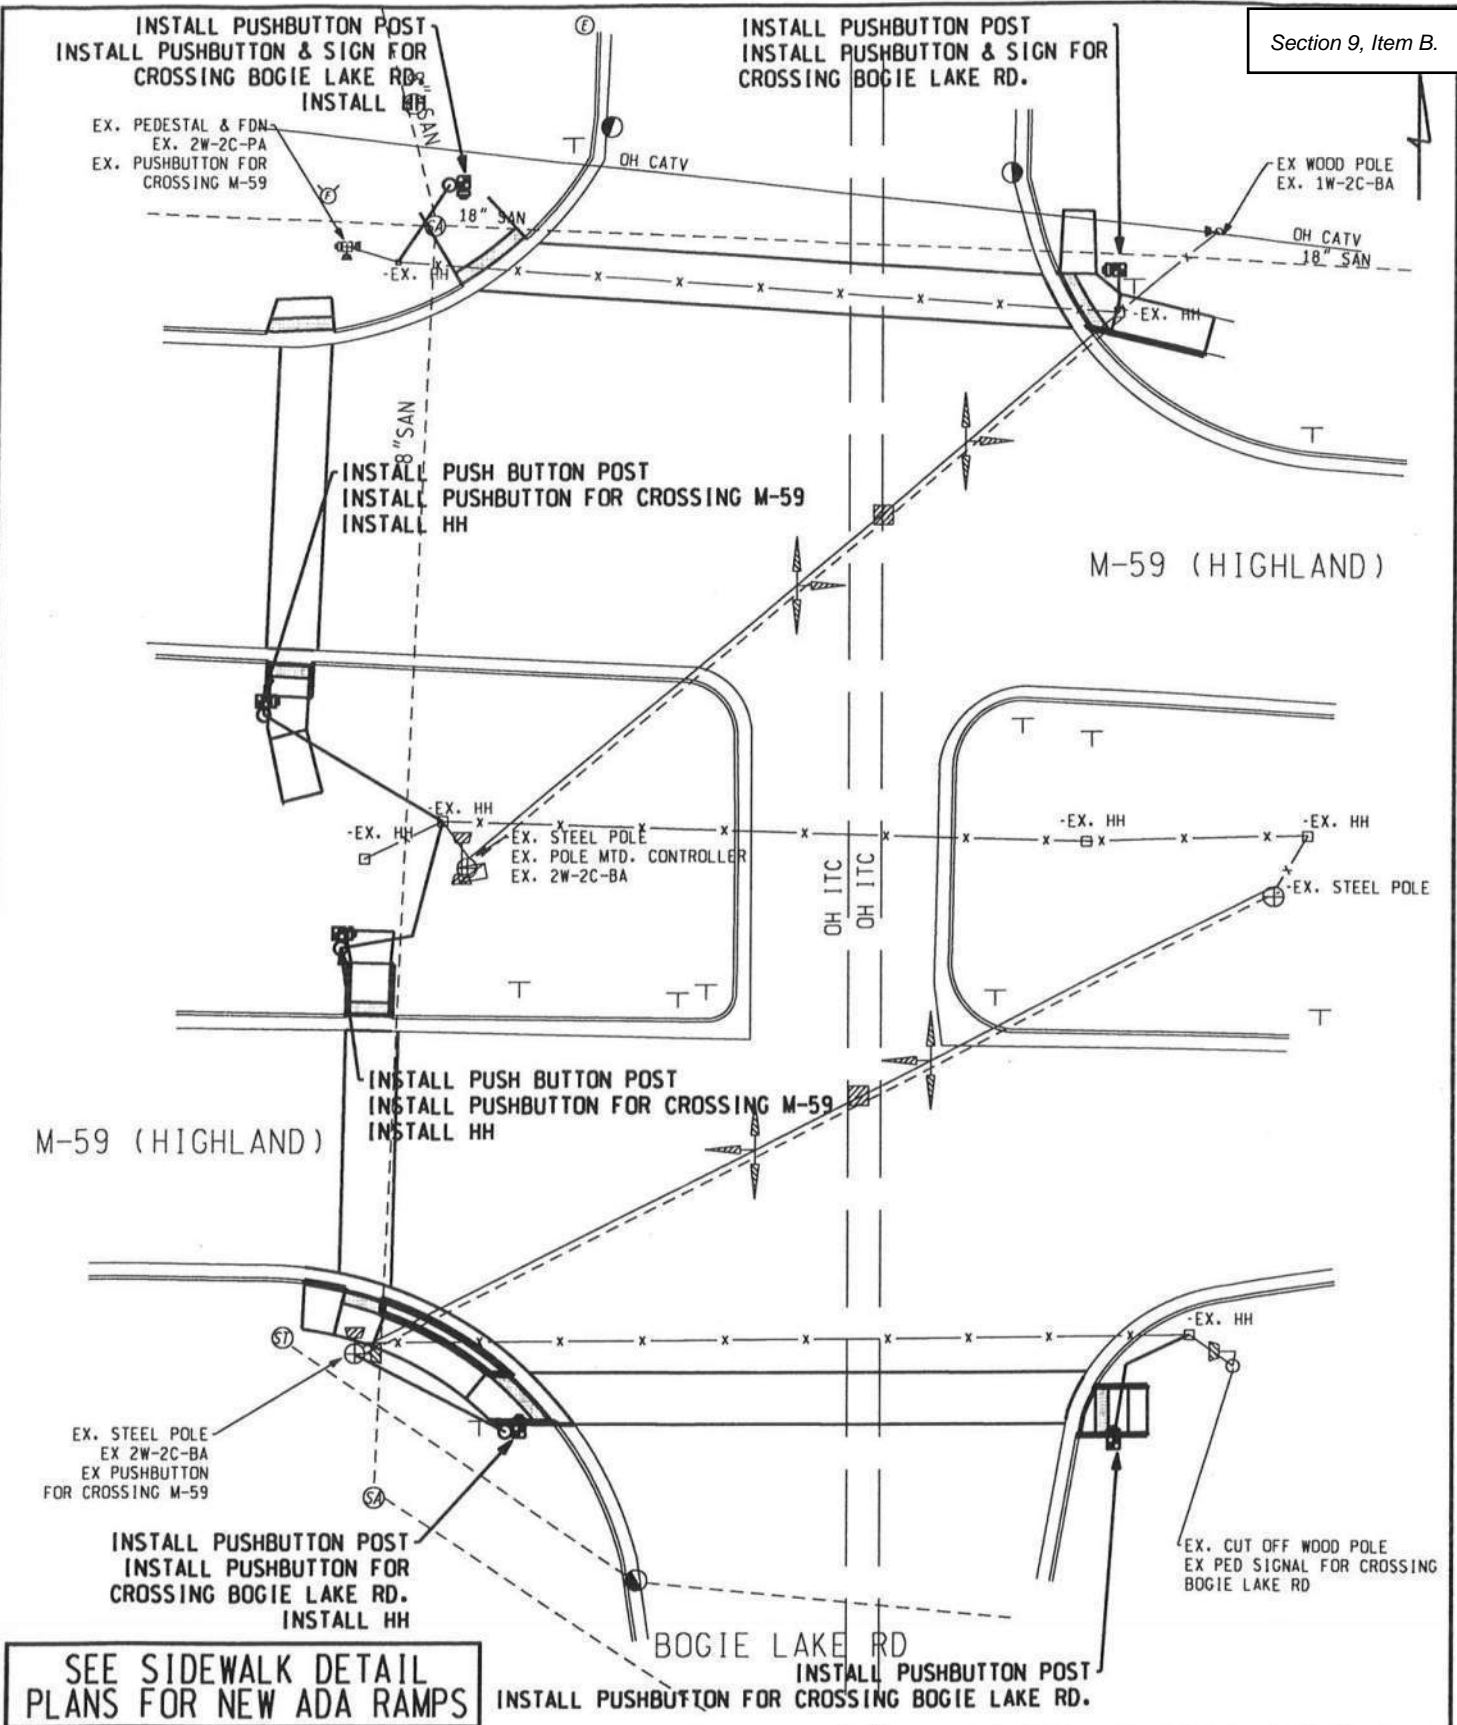 INSTALL PUSHBUTTON POST
INSTALL PUSHBUTTON & SIGN FOR
CROSSING BOGIE LAKE RD.
INSTALL HH
INSTALL PUSHBUTTON POST
INSTALL PUSHBUTTON & SIGN FOR
CROSSING BOGIE LAKE RD.
Section 9, Item B.
E
EX. PEDESTAL & FDN
EX. 2W-2C-PA
EX. PUSHBUTTON FOR
CROSSING M-59
F
8" SAN
OH CATV
EX WOOD POLE
EX. 1W-2C-BA
SA
18" SAN
OH CATV
18" SAN
-EX. HH
-EX. HH
8"SAN
INSTALL PUSH BUTTON POST
INSTALL PUSHBUTTON FOR CROSSING M-59
INSTALL HH
M-59 (HIGHLAND)
-EX. HH
-EX. HH
EX. STEEL POLE
EX. POLE MTD. CONTROLLER
EX. 2W-2C-BA
-EX. HH
-EX. HH
-EX. STEEL POLE
OH ITC
OH ITC
INSTALL PUSH BUTTON POST
INSTALL PUSHBUTTON FOR CROSSING M-59
INSTALL HH
M-59 (HIGHLAND)
-EX. HH
ST
EX. STEEL POLE
EX 2W-2C-BA
EX PUSHBUTTON
FOR CROSSING M-59
SA
INSTALL PUSHBUTTON POST
INSTALL PUSHBUTTON FOR
CROSSING BOGIE LAKE RD.
INSTALL HH
EX. CUT OFF WOOD POLE
EX PED SIGNAL FOR CROSSING
BOGIE LAKE RD
BOGIE LAKE RD
INSTALL PUSHBUTTON POST
INSTALL PUSHBUTTON FOR CROSSING BOGIE LAKE RD.
SEE SIDEWALK DETAIL
PLANS FOR NEW ADA RAMPS